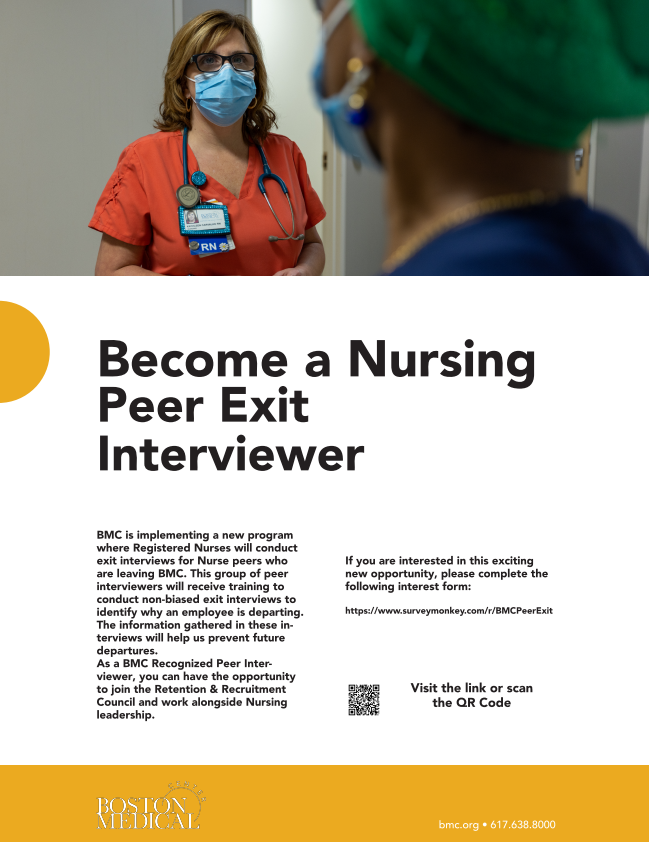 RN
Become a Nursing
Peer Exit
Interviewer
BMC is implementing a new program
where Registered Nurses will conduct
exit interviews for Nurse peers who
are leaving BMC. This group of peer
interviewers will receive training to
conduct non-biased exit interviews to
identify why an employee is departing.
The information gathered in these in-
terviews will help us prevent future
departures.
As a BMC Recognized Peer Inter-
viewer, you can have the opportunity
to join the Retention & Recruitment
Council and work alongside Nursing
leadership.
If you are interested in this exciting
new opportunity, please complete the
following interest form:
https://www.surveymonkey.com/r/BMCPeerExit
Visit the link or scan
the QR Code
BOSTON
MEDICAL
bmc.org • 617.638.8000